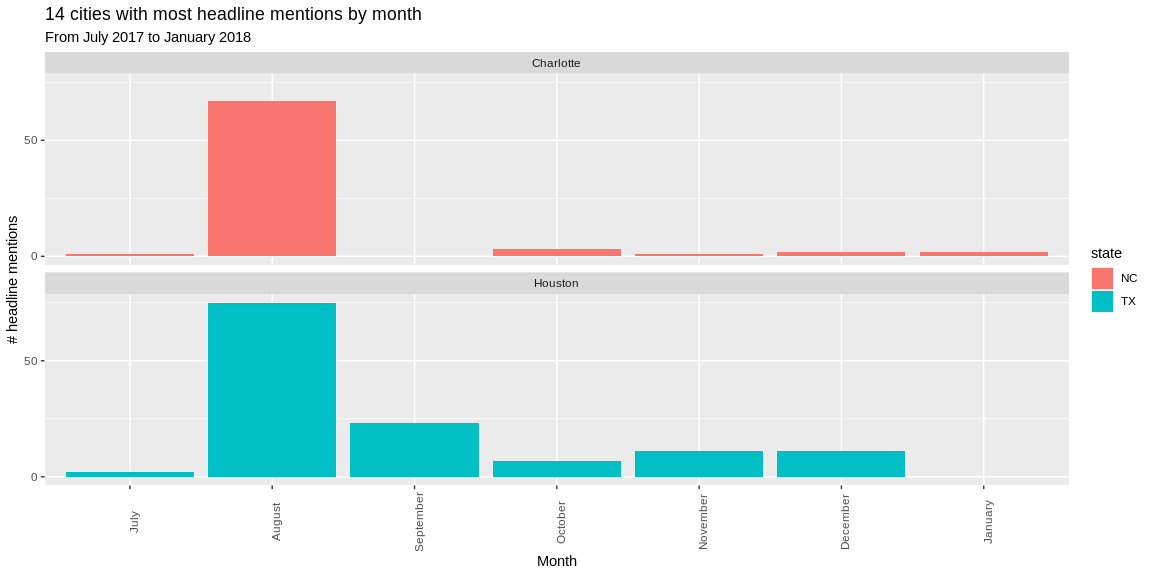 14 cities with most headline mentions by month
From July 2017 to January 2018
Charlotte
50
0
Houston
50
0
# headline mentions
July
August
September
October
November
December
January
Month
state
NC
TX